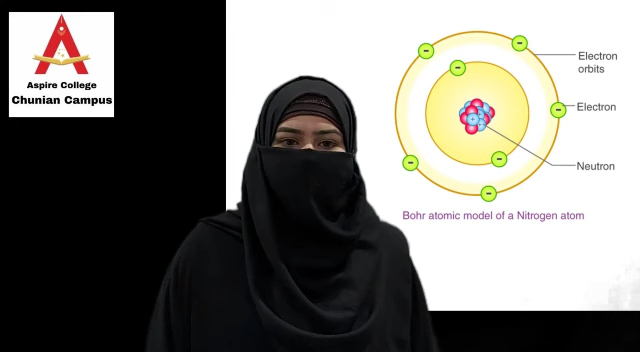 Aspire College
Chunian Campus
Electron
orbits
Electron
Neutron
Bohr atomic model of a Nitrogen atom